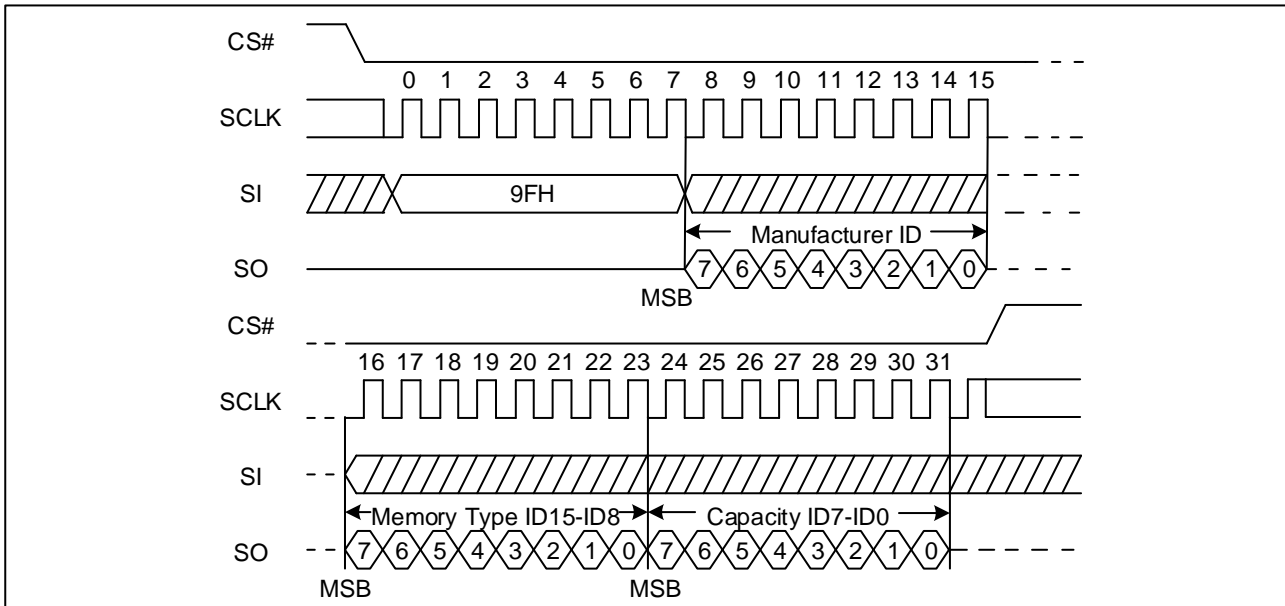 CS#
0 1 2 3 4 5 6 7 8 9 10 11 12 13 14 15
SCLK
SI 9FH
Manufacturer ID
SO 7 6 5 4 3 2 1 0
MSB
CS#
16 17 18 19 20 21 22 23 24 25 26 27 28 29 30 31
SCLK
SI
Memory Type ID15-ID8 Capacity ID7-ID0
SO 7 6 5 4 3 2 1 0 7 6 5 4 3 2 1 0
MSB MSB